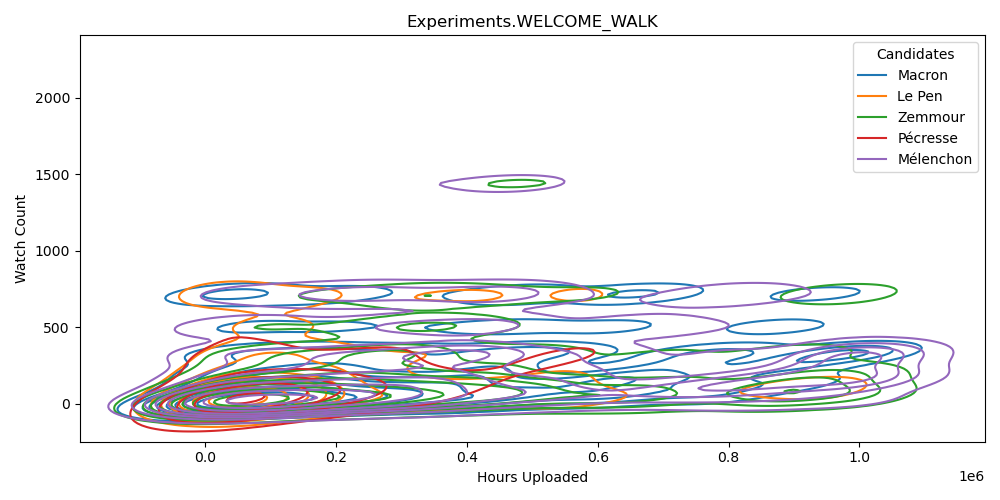 Experiments.WELCOME_WALK
Candidates
Macron
Le Pen
Zemmour
Pécresse
Mélenchon
Watch Count
2000
1500
1000
500
0
0.0 0.2 0.4 0.6 0.8 1.0
1e6
Hours Uploaded